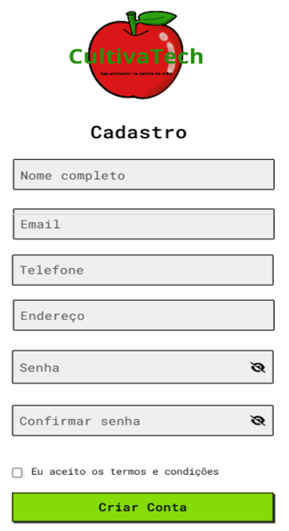 CultivaTech
Seu alimento na palma da mão
Cadastro
Nome completo
Email
Telefone
Endereço
Senha
Confirmar senha
Eu aceito os termos e condições
Criar Conta